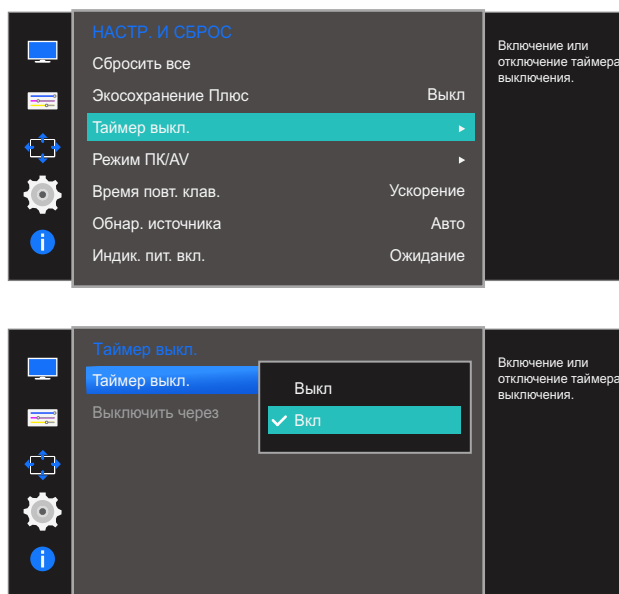 НАСТР. И СБРОС
Сбросить все
Экосохранение Плюс Выкл
Таймер выкл.
Режим ПК/AV
Время повт. клав. Ускорение
Обнар. источника Авто
Индик. пит. вкл. Ожидание
Включение или
отключение таймера
выключения.
Таймер выкл.
Таймер выкл.
Выключить через
Выкл
Вкл
Включение или
отключение таймера
выключения.